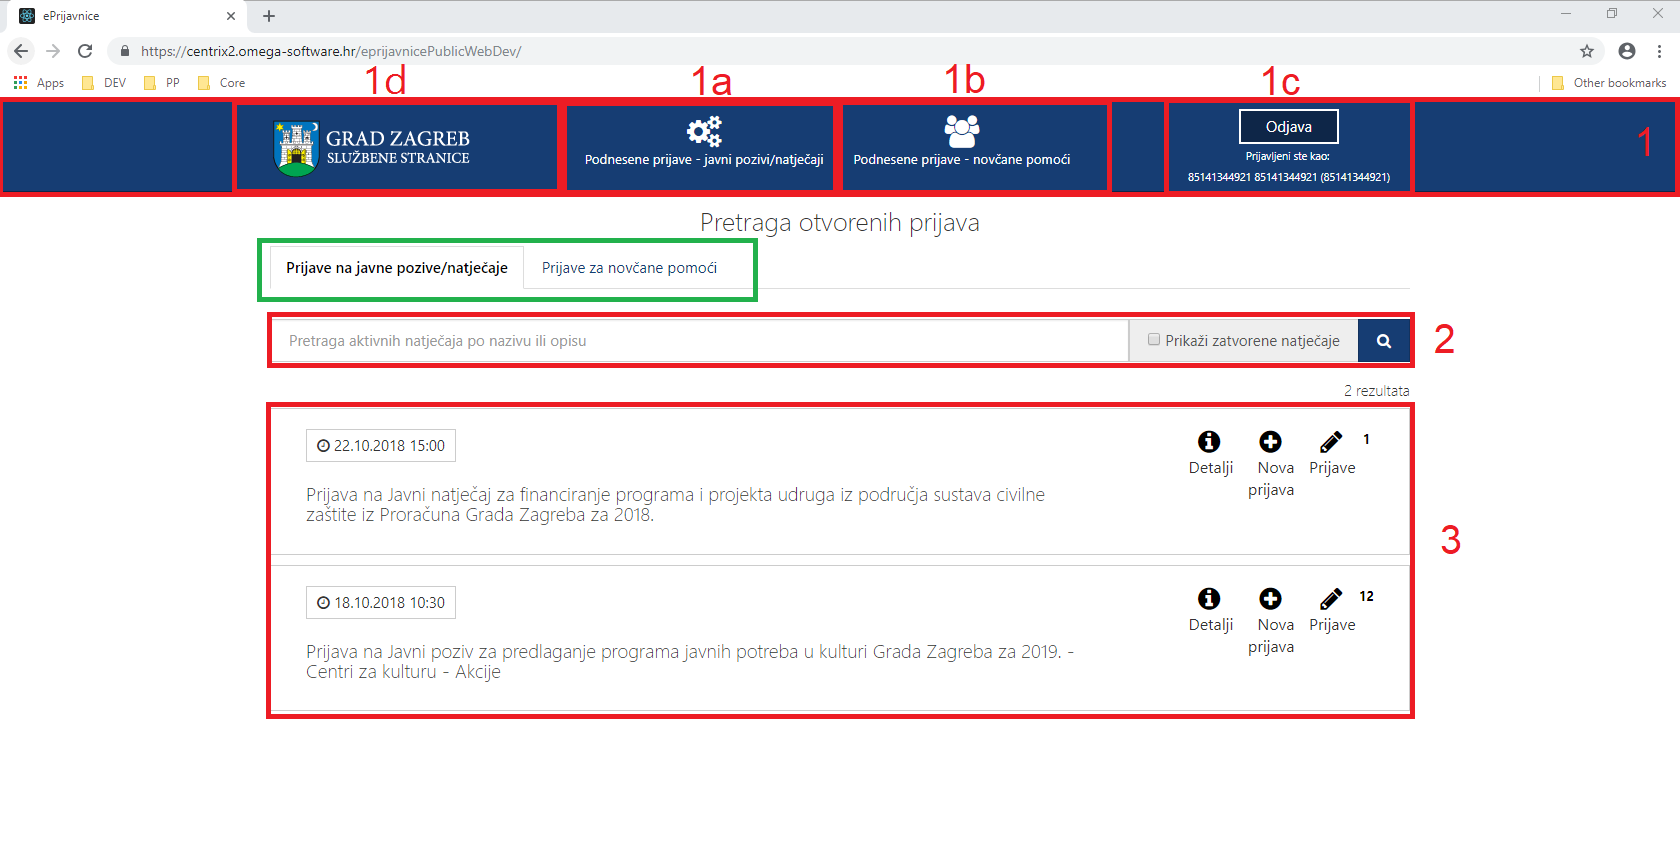 ePrijavnice
https://centrix2.omega-software.hr/eprijavnicePublicWebDev/
Apps DEV PP Core Other bookmarks
1d 1a 1b 1c
GRAD ZAGREB
SLUŽBENE STRANICE
Podnesene prijave - javni pozivi/natječaji
Podnesene prijave - novčane pomoći
Odjava
Prijavljeni ste kao:
85141344921 85141344921 (85141344921)
1
Pretraga otvorenih prijava
Prijave na javne pozive/natječaje Prijave za novčane pomoći
Pretraga aktivnih natječaja po nazivu ili opisu Prikaži zatvorene natječaje 2
2 rezultata
22.10.2018 15:00
Prijava na Javni natječaj za financiranje programa i projekta udruga iz područja sustava civilne
zaštite iz Proračuna Grada Zagreba za 2018.
Detalji
Nova
prijava
Prijave 1
3
18.10.2018 10:30
Prijava na Javni poziv za predlaganje programa javnih potreba u kulturi Grada Zagreba za 2019. -
Centri za kulturu - Akcije
Detalji
Nova
prijava
Prijave 12